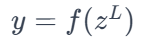 y = f(z^L)